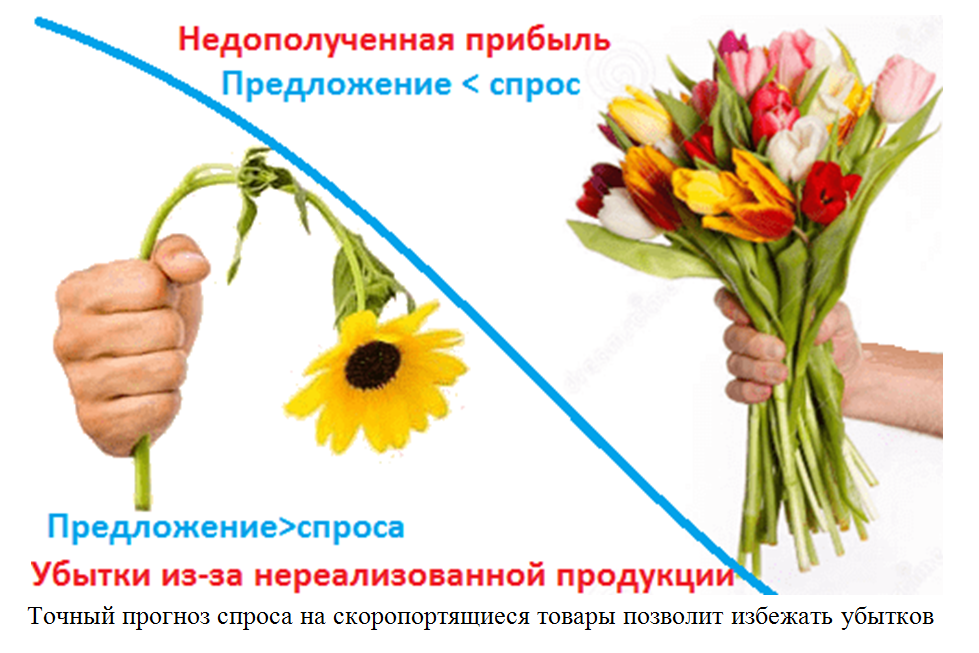 Недополученная прибыль
Предложение < спрос
Предложение>спроса
Убытки из-за нереализованной продукции
Точный прогноз спроса на скоропортящиеся товары позволит избежать убытков